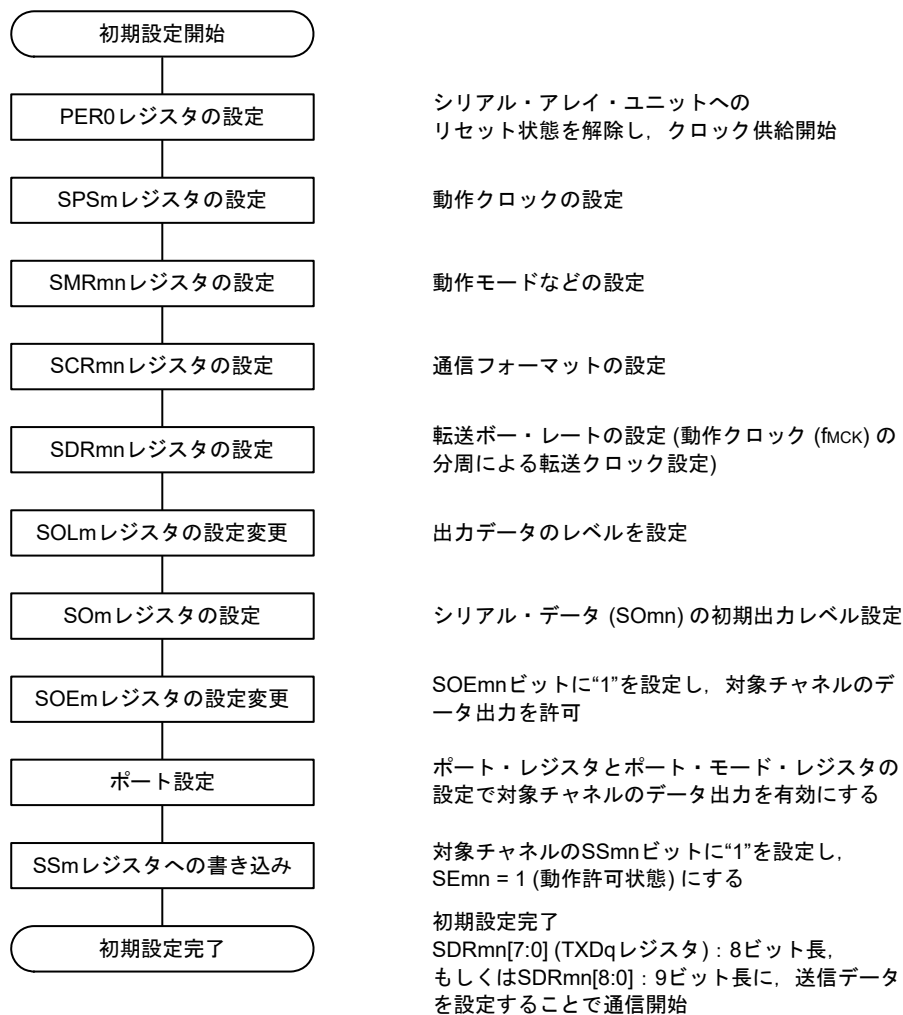 初期設定開始
PER0レジスタの設定
シリアル・アレイ・ユニットへの
リセット状態を解除し，クロック供給開始
SPSmレジスタの設定
動作クロックの設定
SMRmnレジスタの設定
動作モードなどの設定
SCRmnレジスタの設定
通信フォーマットの設定
SDRmnレジスタの設定
転送ボー・レートの設定 (動作クロック (fMCK) の
分周による転送クロック設定)
SOLmレジスタの設定変更
出力データのレベルを設定
SOmレジスタの設定
シリアル・データ (SOmn) の初期出力レベル設定
SOEmレジスタの設定変更
SOEmnビットに“1”を設定し，対象チャネルのデ
ータ出力を許可
ポート設定
ポート・レジスタとポート・モード・レジスタの
設定で対象チャネルのデータ出力を有効にする
SSmレジスタへの書き込み
対象チャネルのSSmnビットに“1”を設定し，
SEmn = 1 (動作許可状態) にする
初期設定完了
初期設定完了
SDRmn[7:0] (TXDqレジスタ) : 8ビット長，
もしくはSDRmn[8:0] : 9ビット長に，送信データ
を設定することで通信開始